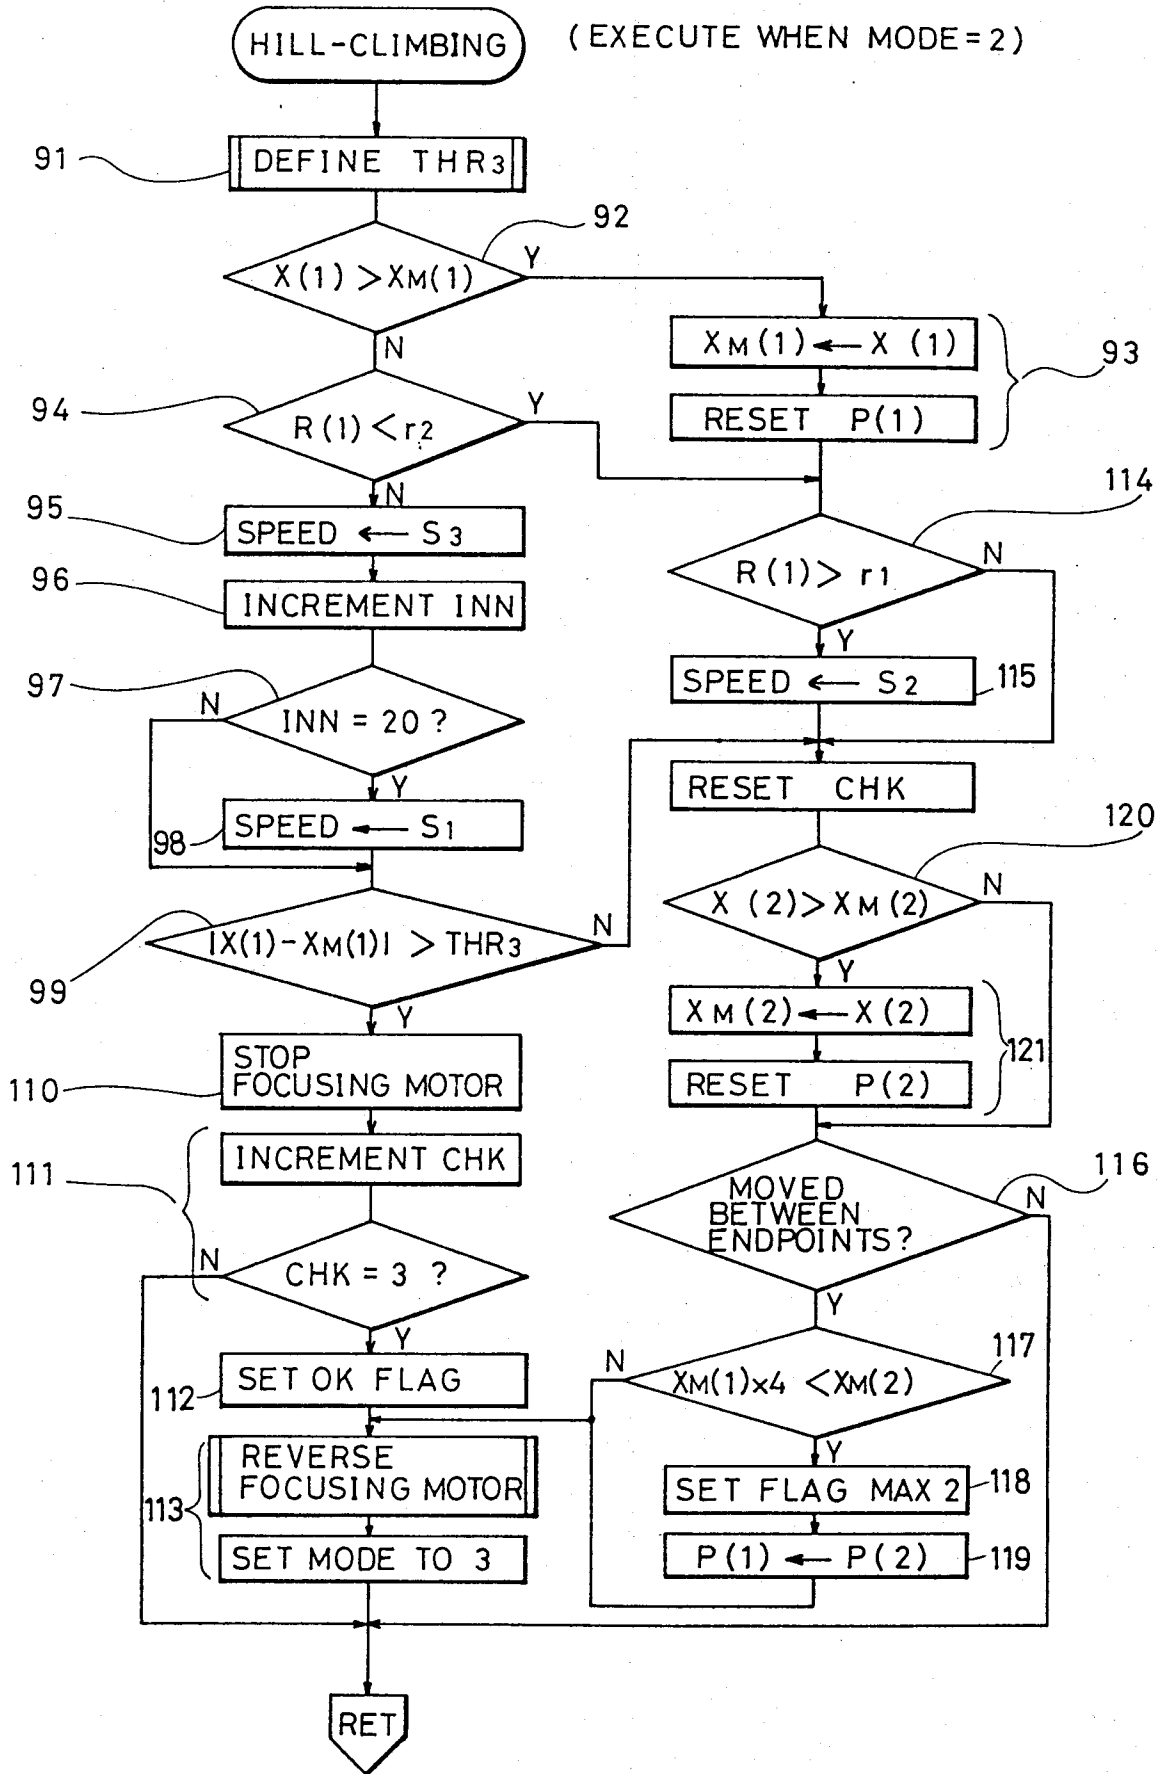 HILL-CLIMBING
(EXECUTE WHEN MODE=2)
91
DEFINE THR3
92
X(1)>XM(1)
Y
N
XM(1)←X (1)
93
RESET P(1)
94
R(1)<r2
Y
N
95
SPEED ← S3
114
R(1)>r1
N
Y
96
INCREMENT INN
SPEED ← S2
115
97
INN = 20 ?
N
Y
RESET CHK
98
SPEED ← S1
120
X (2)>XM(2)
N
Y
99
|X(1)-XM(1)| > THR3
N
Y
XM(2)←X(2)
121
RESET P(2)
110
STOP
FOCUSING MOTOR
111
INCREMENT CHK
116
MOVED
BETWEEN
ENDPOINTS?
N
Y
CHK = 3 ?
N
Y
117
XM(1)x4 <XM(2)
N
Y
112
SET OK FLAG
113
REVERSE
FOCUSING MOTOR
SET FLAG MAX 2
118
SET MODE TO 3
P(1) ← P(2)
119
RET